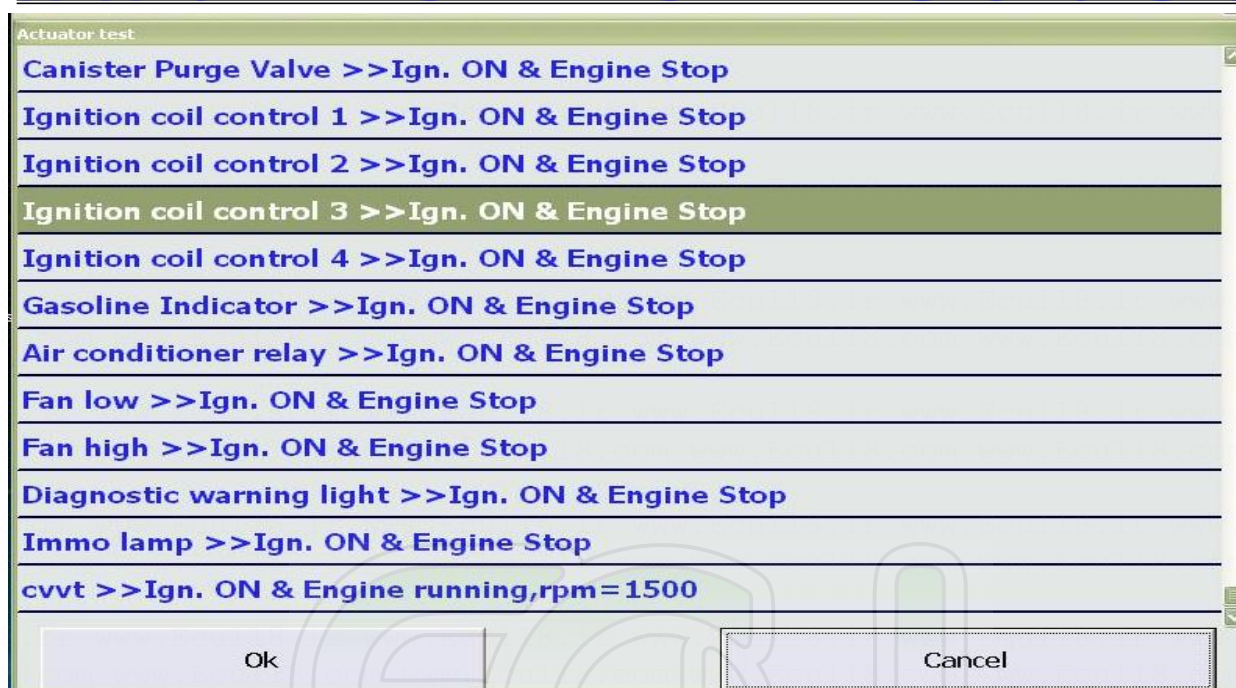 Actuator test
Canister Purge Valve >>Ign. ON & Engine Stop
Ignition coil control 1 >>Ign. ON & Engine Stop
Ignition coil control 2 >>Ign. ON & Engine Stop
Ignition coil control 3 >>Ign. ON & Engine Stop
Ignition coil control 4 >>Ign. ON & Engine Stop
Gasoline Indicator >>Ign. ON & Engine Stop
Air conditioner relay >>Ign. ON & Engine Stop
Fan low >>Ign. ON & Engine Stop
Fan high >>Ign. ON & Engine Stop
Diagnostic warning light >>Ign. ON & Engine Stop
Immo lamp >>Ign. ON & Engine Stop
cvvt >>Ign. ON & Engine running,rpm=1500
Ok Cancel